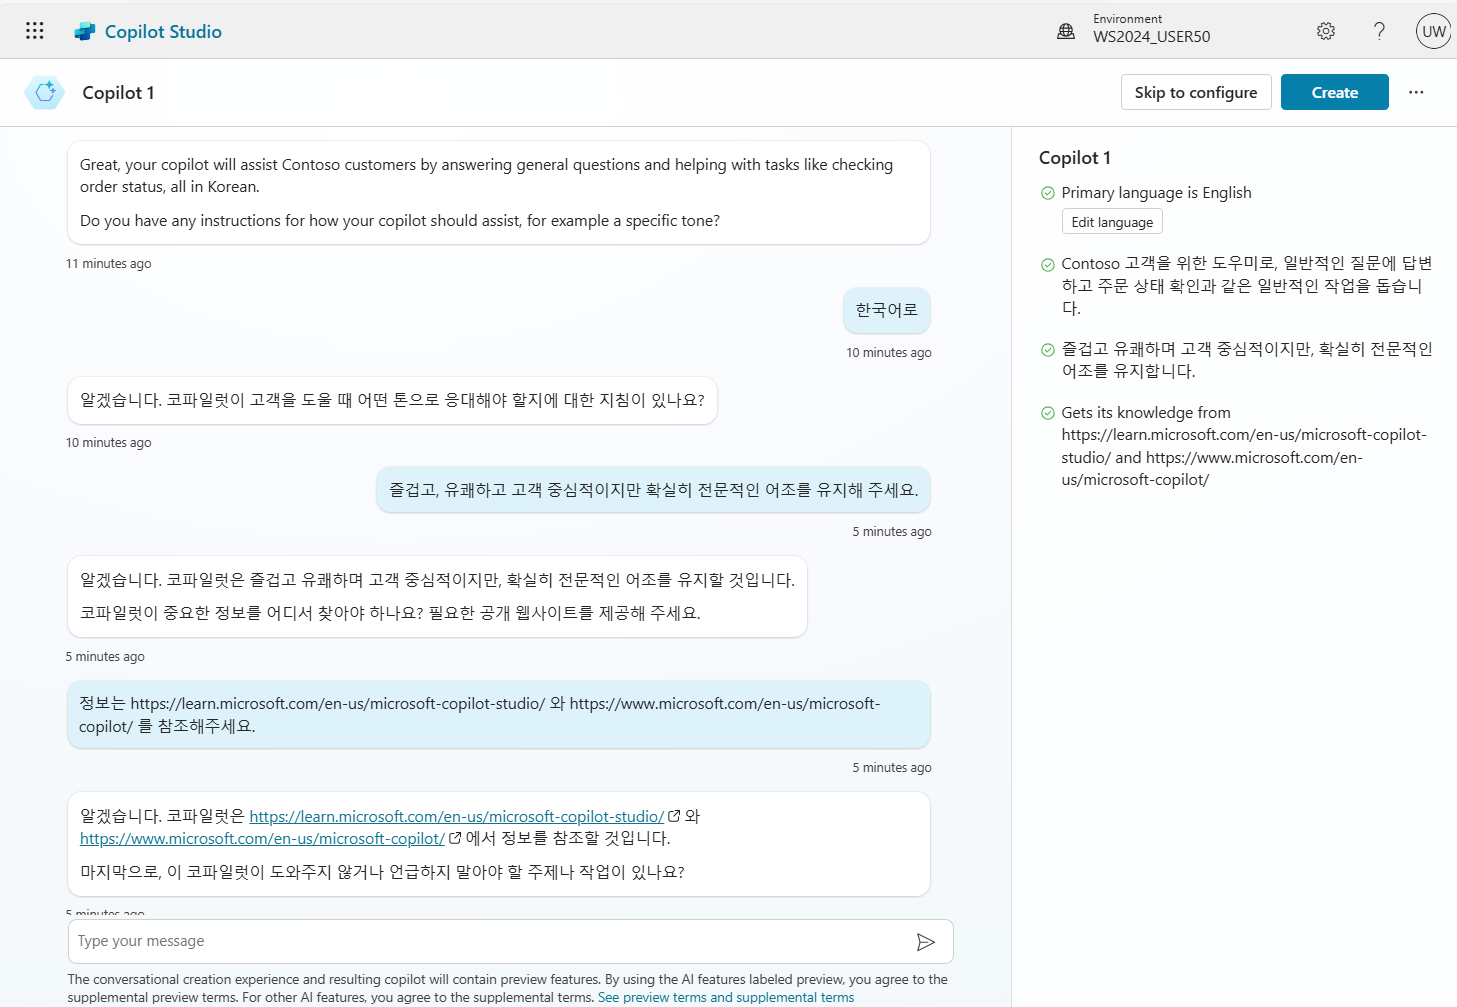 Copilot Studio
Environment
WS2024_USER50
?
UW
Copilot 1
Skip to configure
Create
...
Great, your copilot will assist Contoso customers by answering general questions and helping with tasks like checking
order status, all in Korean.
Do you have any instructions for how your copilot should assist, for example a specific tone?
11 minutes ago
한국어로
10 minutes ago
알겠습니다. 코파일럿이 고객을 도울 때 어떤 톤으로 응대해야 할지에 대한 지침이 있나요?
10 minutes ago
즐겁고, 유쾌하고 고객 중심적이지만 확실히 전문적인 어조를 유지해 주세요.
5 minutes ago
알겠습니다. 코파일럿은 즐겁고 유쾌하며 고객 중심적이지만, 확실히 전문적인 어조를 유지할 것입니다.
코파일럿이 중요한 정보를 어디서 찾아야 하나요? 필요한 공개 웹사이트를 제공해 주세요.
5 minutes ago
정보는 https://learn.microsoft.com/en-us/microsoft-copilot-studio/ 와 https://www.microsoft.com/en-us/microsoft-
copilot/ 를 참조해주세요.
5 minutes ago
알겠습니다. 코파일럿은 https://learn.microsoft.com/en-us/microsoft-copilot-studio/ 와
https://www.microsoft.com/en-us/microsoft-copilot/ 에서 정보를 참조할 것입니다.
마지막으로, 이 코파일럿이 도와주지 않거나 언급하지 말아야 할 주제나 작업이 있나요?
5 minutes ago
Type your message
The conversational creation experience and resulting copilot will contain preview features. By using the AI features labeled preview, you agree to the
supplemental preview terms. For other AI features, you agree to the supplemental terms. See preview terms and supplemental terms
Copilot 1
Primary language is English
Edit language
Contoso 고객을 위한 도우미로, 일반적인 질문에 답변
하고 주문 상태 확인과 같은 일반적인 작업을 돕습니
다.
즐겁고 유쾌하며 고객 중심적이지만, 확실히 전문적인
어조를 유지합니다.
Gets its knowledge from
https://learn.microsoft.com/en-us/microsoft-copilot-
studio/ and https://www.microsoft.com/en-
us/microsoft-copilot/